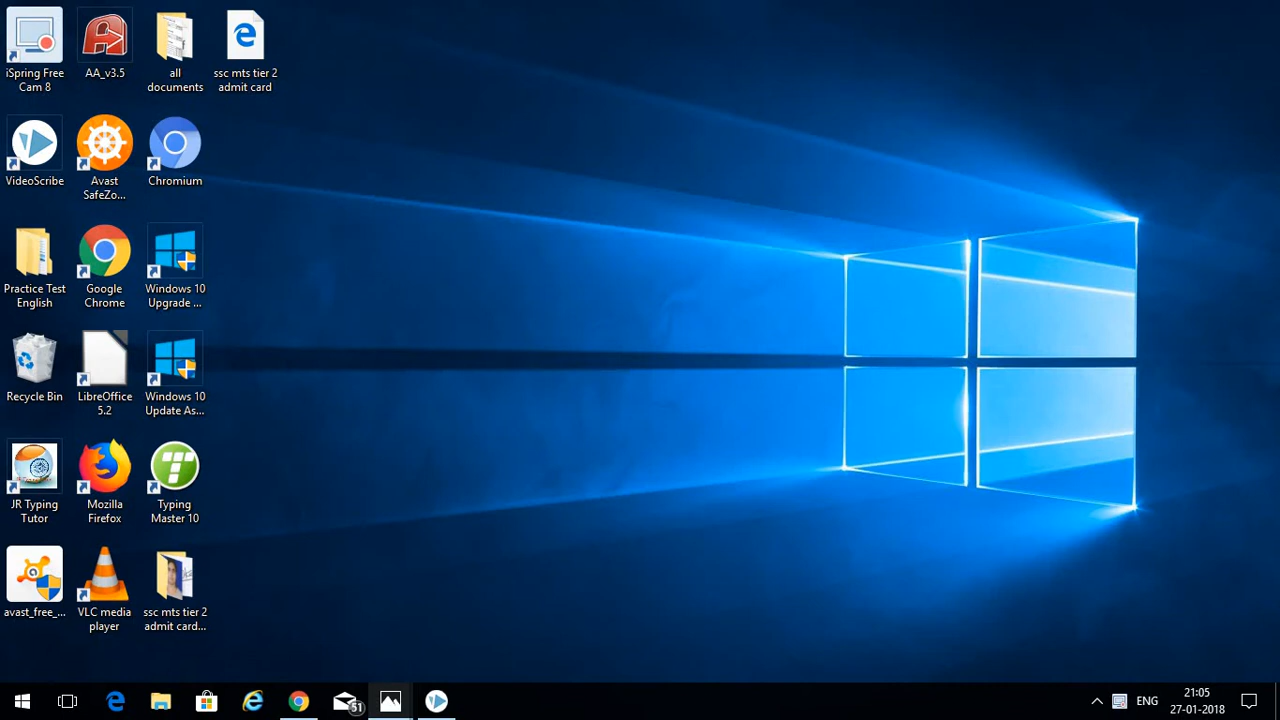 iSpring Free
Cam 8
AA_v3.5
all
documents
ssc mts tier 2
admit card
VideoScribe
Avast
SafeZo...
Chromium
Practice Test
English
Google
Chrome
Windows 10
Upgrade ...
Recycle Bin
LibreOffice
5.2
Windows 10
Update As...
JR Typing
Tutor
Mozilla
Firefox
Typing
Master 10
avast_free_...
VLC media
player
ssc mts tier 2
admit card...
51
ENG
21:05
27-01-2018